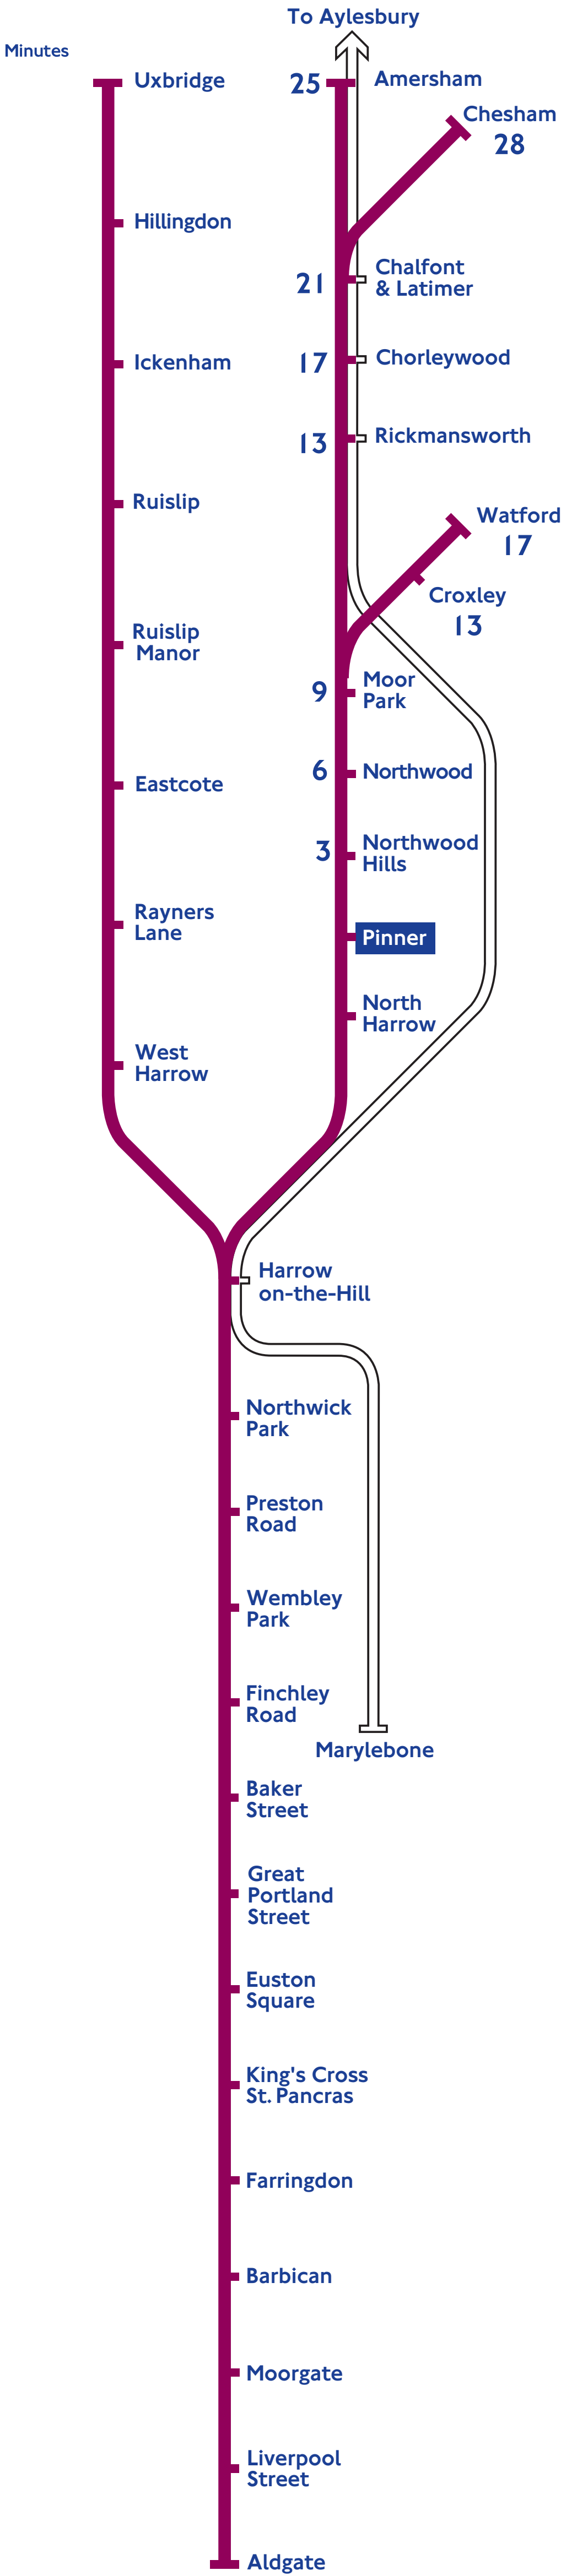 To Aylesbury
Minutes
Uxbridge
25
Amersham
Chesham
28
Hillingdon
21
Chalfont
& Latimer
Ickenham
17
Chorleywood
13
Rickmansworth
Ruislip
Watford
17
Croxley
13
Ruislip
Manor
9
Moor
Park
6
Northwood
Eastcote
3
Northwood
Hills
Rayners
Lane
Pinner
North
Harrow
West
Harrow
Harrow
on-the-Hill
Northwick
Park
Preston
Road
Wembley
Park
Finchley
Road
Marylebone
Baker
Street
Great
Portland
Street
Euston
Square
King's Cross
St. Pancras
Farringdon
Barbican
Moorgate
Liverpool
Street
Aldgate